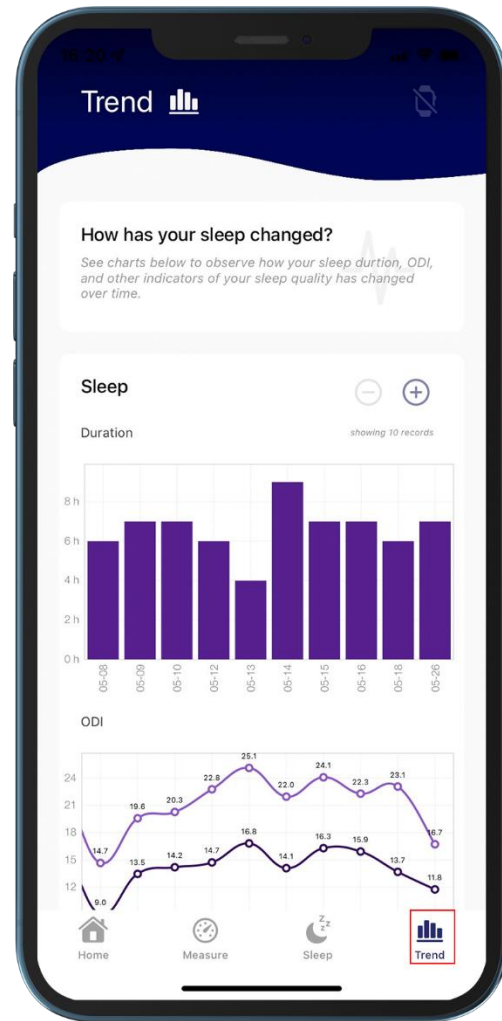 16:20
Trend
How has your sleep changed?
See charts below to observe how your sleep durtion, ODI,
and other indicators of your sleep quality has changed
over time.
Sleep
Duration
showing 10 records
8 h
6 h
4 h
2 h
0 h
05-08
05-09
05-10
05-12
05-13
05-14
05-15
05-16
05-18
05-26
ODI
25.1
24.1
24
22.8
22.0
22.3
23.1
21
19.6
20.3
18
14.7
16.8
16.3
15.9
16.7
15
13.5
14.2
14.7
14.1
13.7
12
11.8
9.0
Z z z
Home
Measure
Sleep
Trend